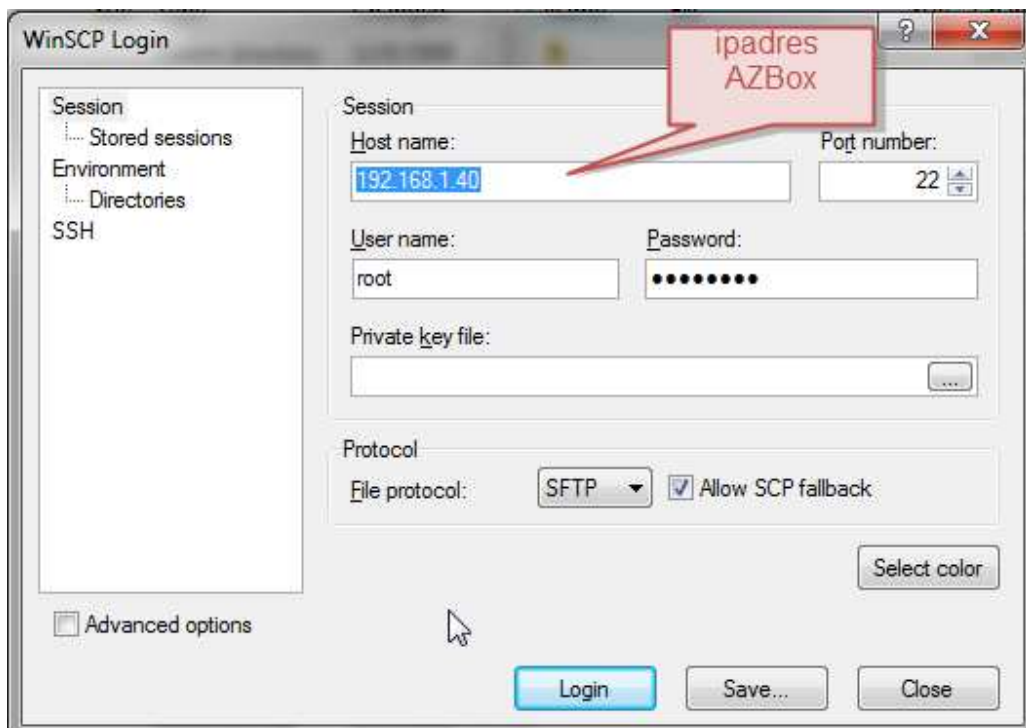 WinSCP Login
ipadres
AZBox
Session
Stored sessions
Environment
Directories
SSH
Session
Host name:
Port number:
192.168.1.40
22
User name:
Password:
root
••••••••
Private key file:
...
Protocol
File protocol:
SFTP
Allow SCP fallback
Select color
Advanced options
Login
Save...
Close